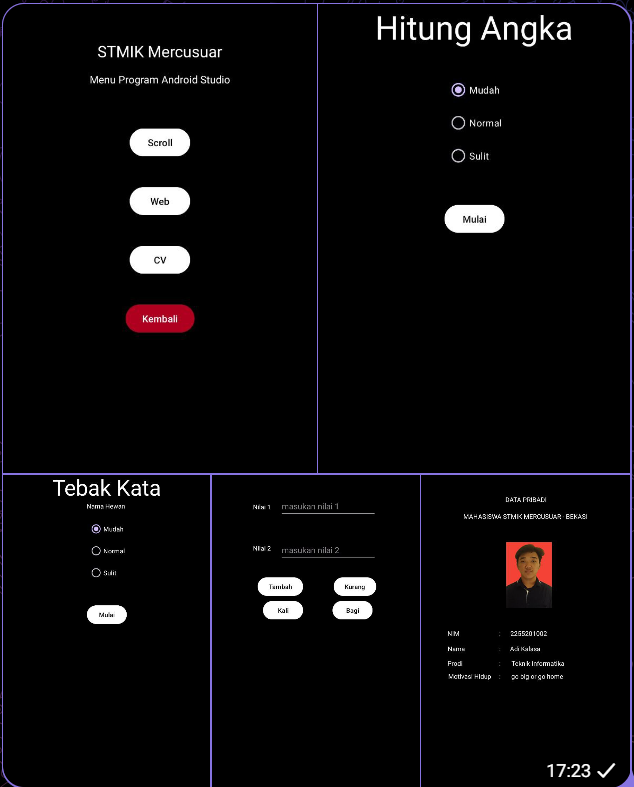 STMIK Mercusuar
Menu Program Android Studio
Scroll
Web
CV
Kembali
Hitung Angka
Mudah
Normal
Sulit
Mulai
Tebak Kata
Nama Hewan
Mudah
Normal
Sulit
Mulai
Nilai 1 masukan nilai 1
Nilai 2 masukan nilai 2
Tambah Kurang
Kali Bagi
DATA PRIBADI
MAHASISWA STMIK MERCUSUAR - BEKASI
NIM : 2255201002
Nama : Adi Kalasa
Prodi : Teknik Informatika
Motivasi Hidup : go big or go home
17:23